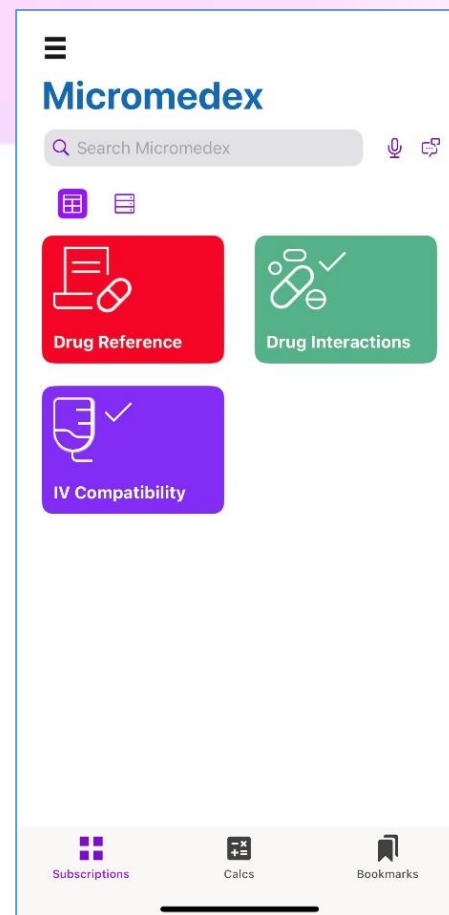 Micromedex
Search Micromedex
Drug Reference
Drug Interactions
IV Compatibility
Subscriptions
Calcs
Bookmarks